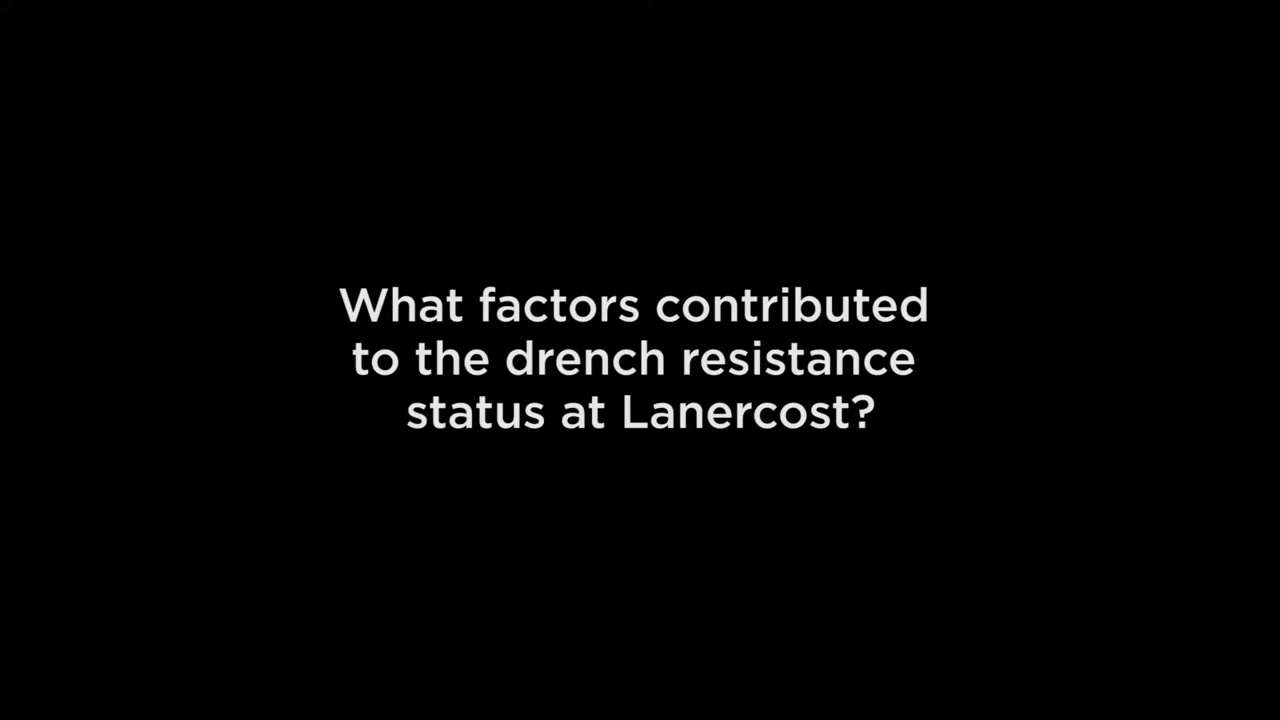 What factors contributed
to the drench resistance
status at Lanercost?